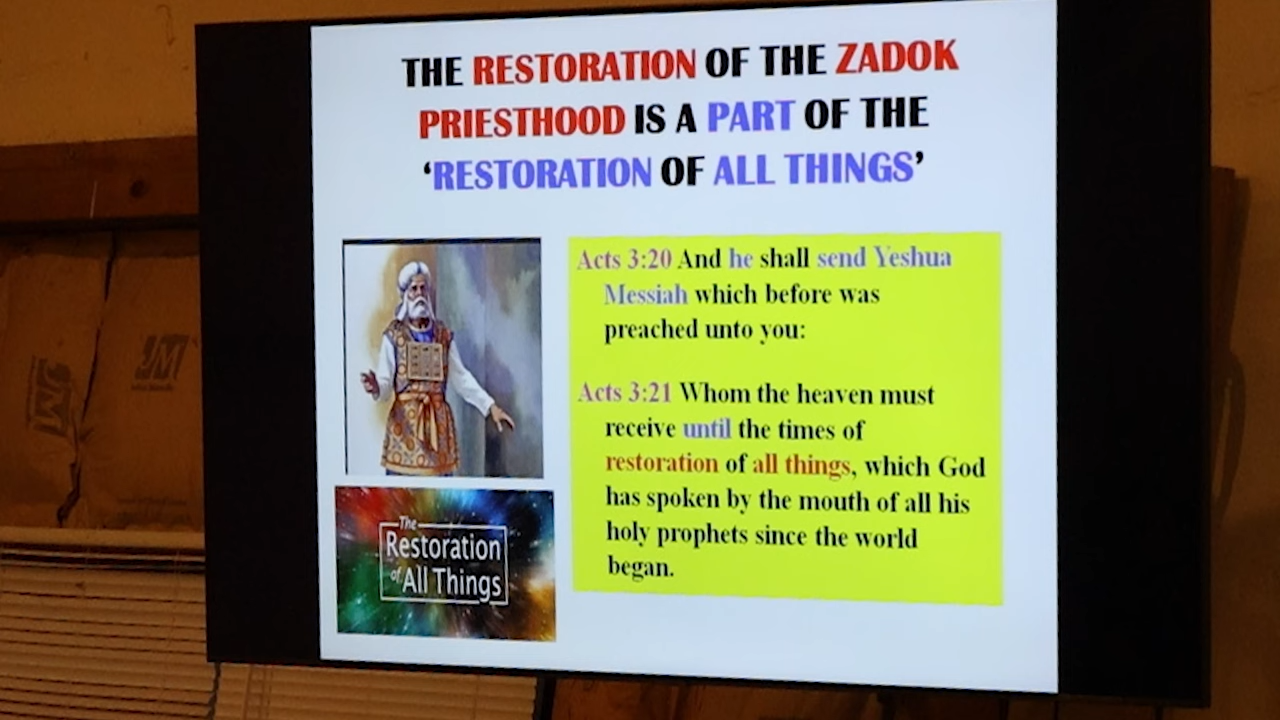 THE RESTORATION OF THE ZADOK
PRIESTHOOD IS A PART OF THE
‘RESTORATION OF ALL THINGS’
Acts 3:20 And he shall send Yeshua
Messiah which before was
preached unto you:
Acts 3:21 Whom the heaven must
receive until the times of
restoration of all things, which God
has spoken by the mouth of all his
holy prophets since the world
began.
The
Restoration
of All Things
JM
JM